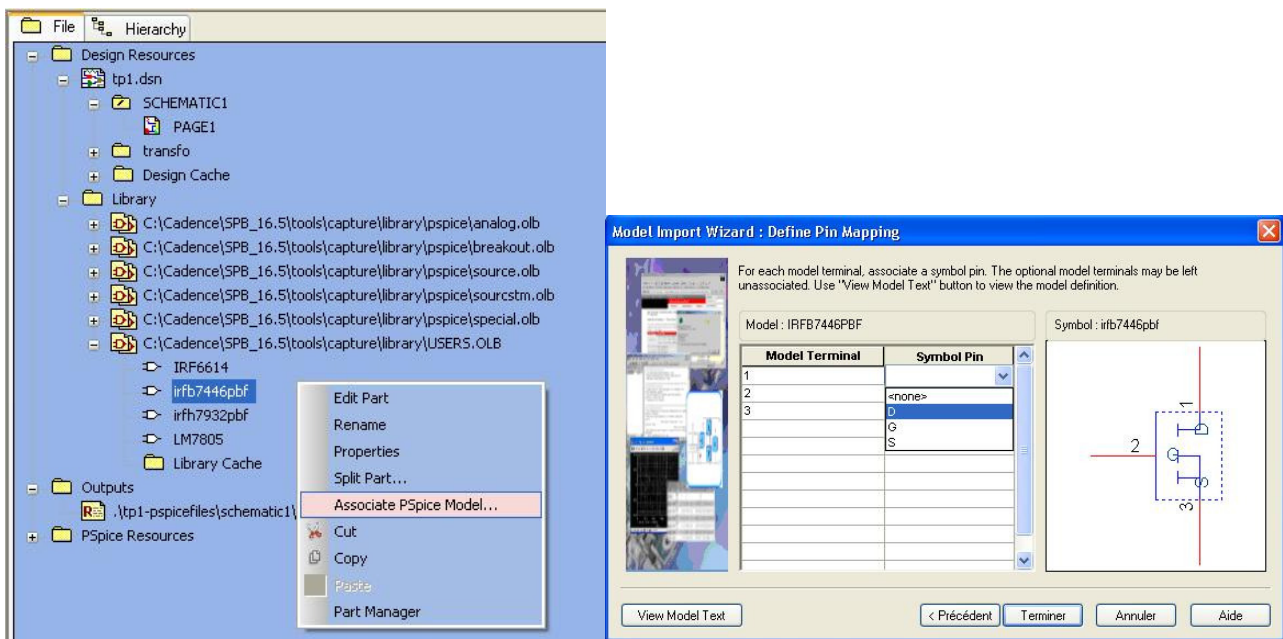 File
Hierarchy
Design Resources
tp1.dsn
SCHEMATIC1
PAGE1
transfo
Design Cache
Library
C:\Cadence\SPB_16.5\tools\capture\library\pspice\analog.olb
C:\Cadence\SPB_16.5\tools\capture\library\pspice\breakout.olb
C:\Cadence\SPB_16.5\tools\capture\library\pspice\source.olb
C:\Cadence\SPB_16.5\tools\capture\library\pspice\sourcstm.olb
C:\Cadence\SPB_16.5\tools\capture\library\pspice\special.olb
C:\Cadence\SPB_16.5\tools\capture\library\USERS.OLB
IRF6614
irfb7446pbf
irfh7932pbf
LM7805
Library Cache
Outputs
.\tp1-pspicefiles\schematic1\
PSpice Resources
Edit Part
Rename
Properties
Split Part...
Associate PSpice Model...
Cut
Copy
Paste
Part Manager
Model Import Wizard : Define Pin Mapping
For each model terminal, associate a symbol pin. The optional model terminals may be left
unassociated. Use "View Model Text" button to view the model definition.
Model : IRFB7446PBF
Symbol : irfb7446pbf
Model Terminal
Symbol Pin
1
2
3
<none>
D
G
S
1
D
2
G
S
3
View Model Text
< Précédent
Terminer
Annuler
Aide